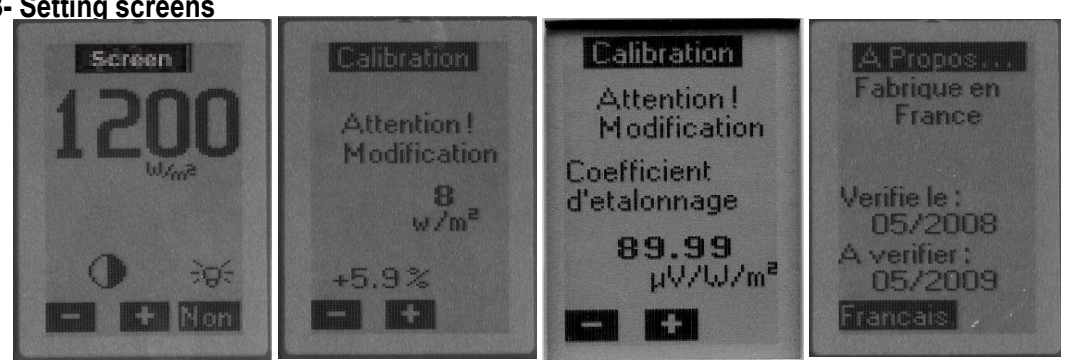 3- Setting screens
Screen
1200
W/m²
- + Non
Calibration
Attention !
Modification
8
w/m²
+5.9 %
- +
Calibration
Attention !
Modification
Coefficient
d'etalonnage
89.99
µV/W/m²
- +
A Propos...
Fabrique en
France
Verifie le :
05/2008
A verifier :
05/2009
Francais